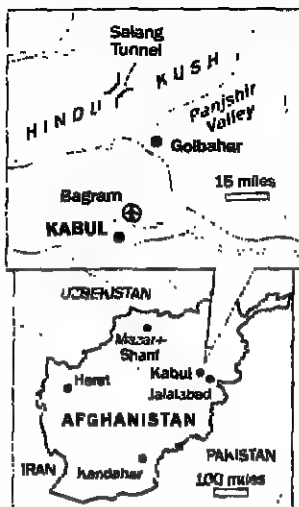 Salang
Tunnel
HINDU KUSH
Panjshir
Valley
Golbahar
15 miles
Bagram
KABUL
UZBEKISTAN
Mazar-i-
Sharif
Herat
Kabul
Jalalabad
AFGHANISTAN
IRAN
PAKISTAN
Kandahar
100 miles